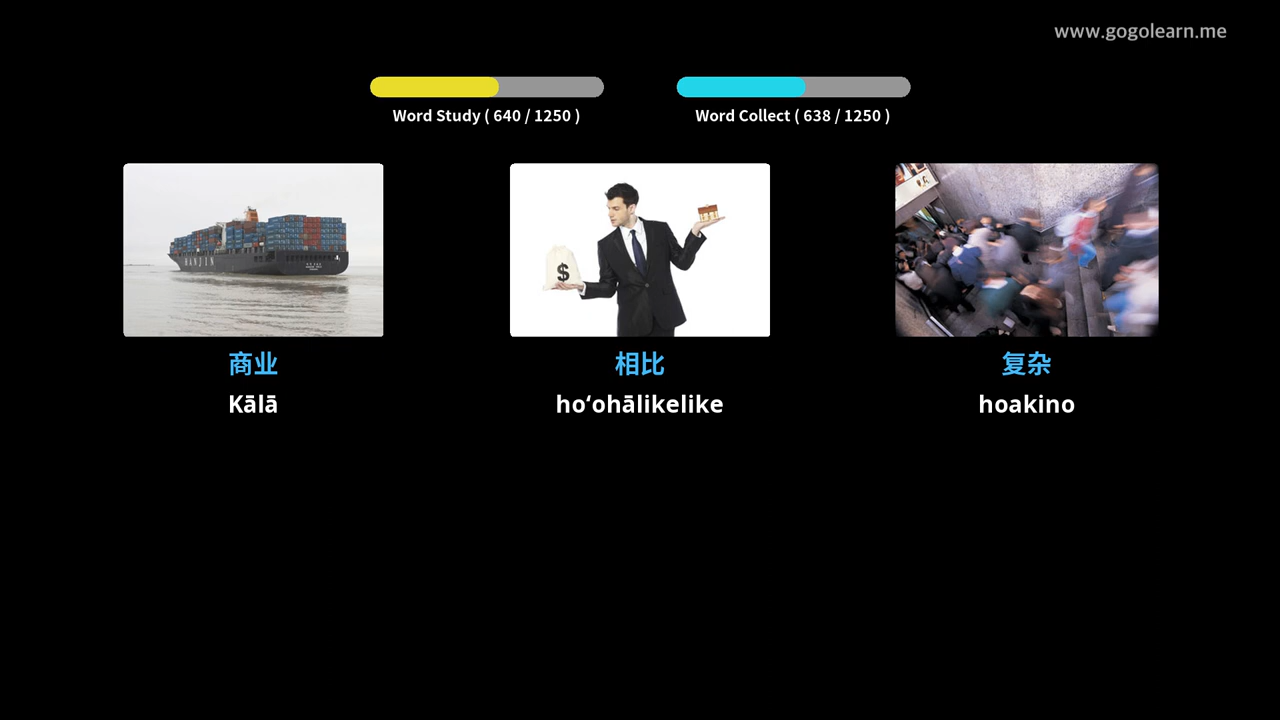 www.gogolearn.me
Word Study ( 640 / 1250 )
Word Collect ( 638 / 1250 )
HANJIN
$
商业
相比
复杂
Kālā
hoʻohālikelike
hoakino